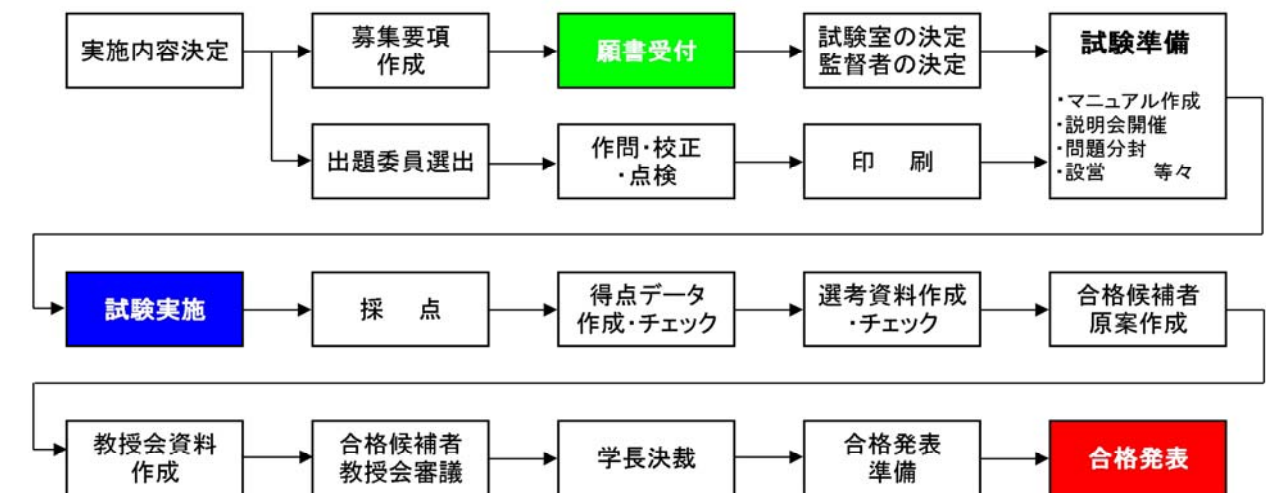 実施内容決定
募集要項
作成
願書受付
試験室の決定
監督者の決定
試験準備
・マニュアル作成
・説明会開催
・問題分封
・設営　　等々
出題委員選出
作問・校正
・点検
印　刷
試験実施
採　点
得点データ
作成・チェック
選考資料作成
・チェック
合格候補者
原案作成
教授会資料
作成
合格候補者
教授会審議
学長決裁
合格発表
準備
合格発表